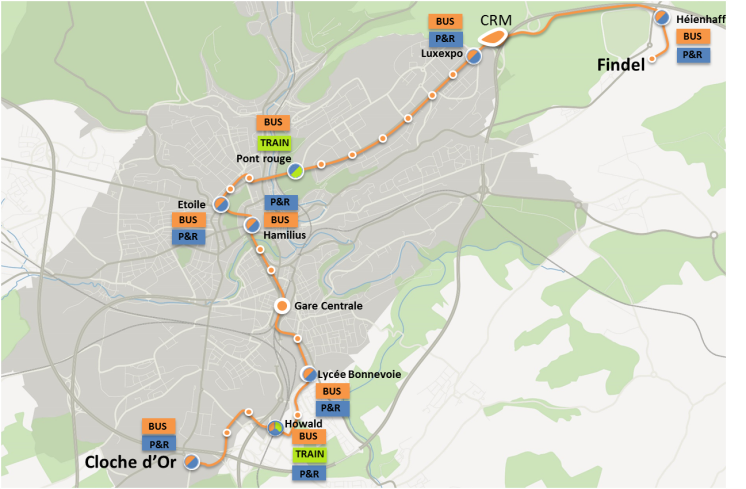 CRM
BUS
P&R
Luxexpo
Héienhaff
BUS
P&R
Findel
BUS
TRAIN
Pont rouge
Etoile
BUS
P&R
P&R
BUS
Hamilius
Gare Centrale
Lycée Bonnevoie
BUS
P&R
Howald
BUS
TRAIN
P&R
BUS
P&R
Cloche d'Or